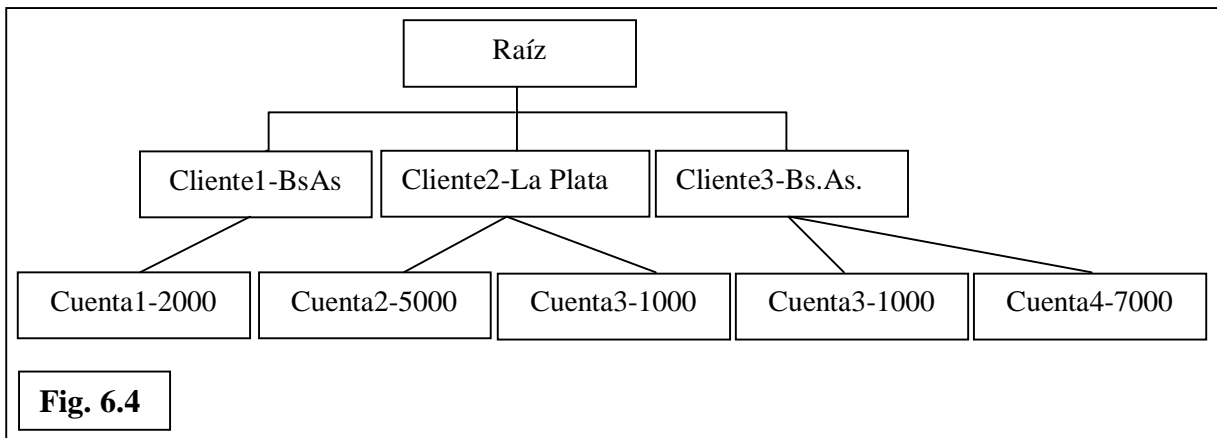 Raíz
Cliente1-BsAs
Cliente2-La Plata
Cliente3-Bs.As.
Cuenta1-2000
Cuenta2-5000
Cuenta3-1000
Cuenta3-1000
Cuenta4-7000
Fig. 6.4